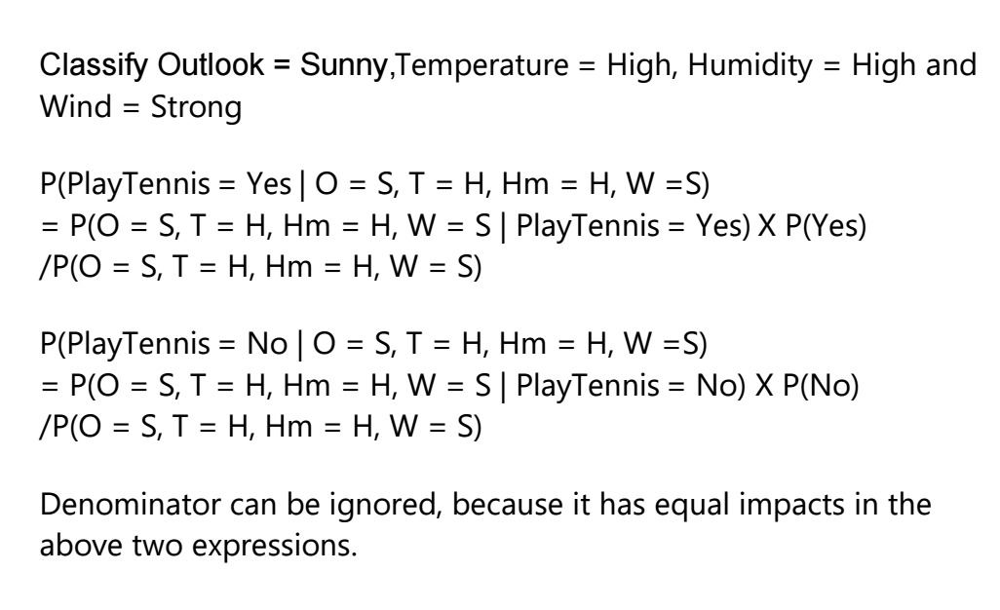 Classify Outlook = Sunny,Temperature = High, Humidity = High and
Wind = Strong
P(PlayTennis = Yes | O = S, T = H, Hm = H, W =S)
= P(O = S, T = H, Hm = H, W = S | PlayTennis = Yes) X P(Yes)
/P(O = S, T = H, Hm = H, W = S)
P(PlayTennis = No | O = S, T = H, Hm = H, W =S)
= P(O = S, T = H, Hm = H, W = S | PlayTennis = No) X P(No)
/P(O = S, T = H, Hm = H, W = S)
Denominator can be ignored, because it has equal impacts in the
above two expressions.